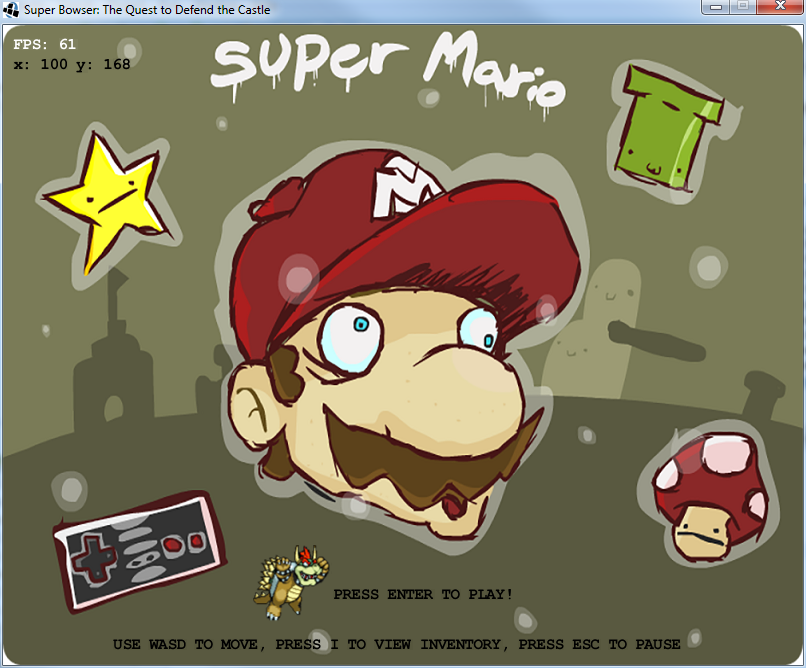 Super Bowser: The Quest to Defend the Castle
FPS: 61
x: 100 y: 168
SUPER Mario
M
PRESS ENTER TO PLAY!
USE WASD TO MOVE, PRESS I TO VIEW INVENTORY, PRESS ESC TO PAUSE